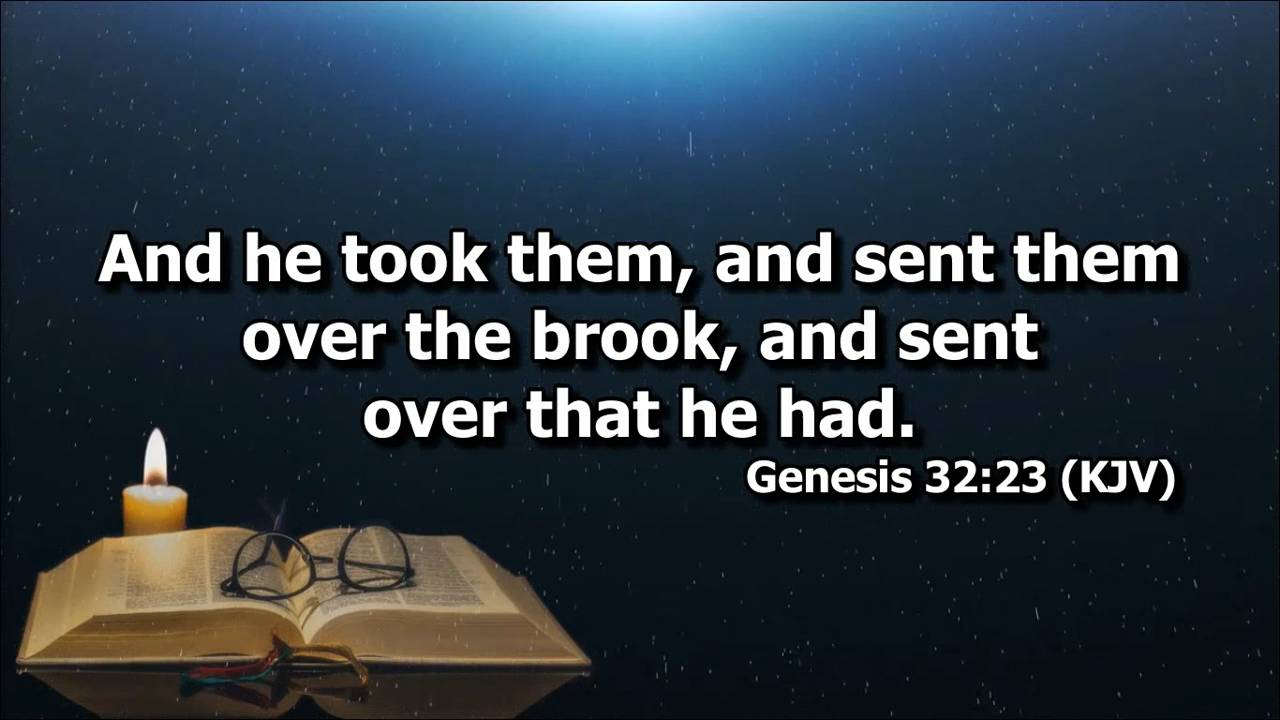 And he took them, and sent them
over the brook, and sent
over that he had.
Genesis 32:23 (KJV)